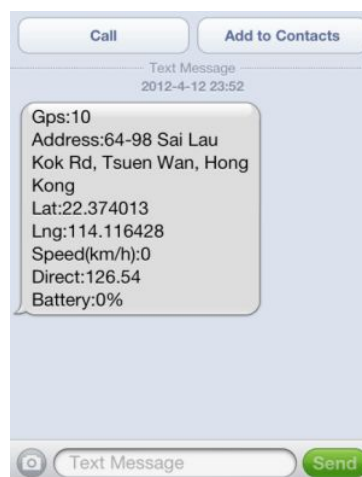 Call
Add to Contacts
Text Message
2012-4-12 23:52
Gps:10
Address:64-98 Sai Lau
Kok Rd, Tsuen Wan, Hong
Kong
Lat:22.374013
Lng:114.116428
Speed(km/h):0
Direct:126.54
Battery:0%
Text Message
Send